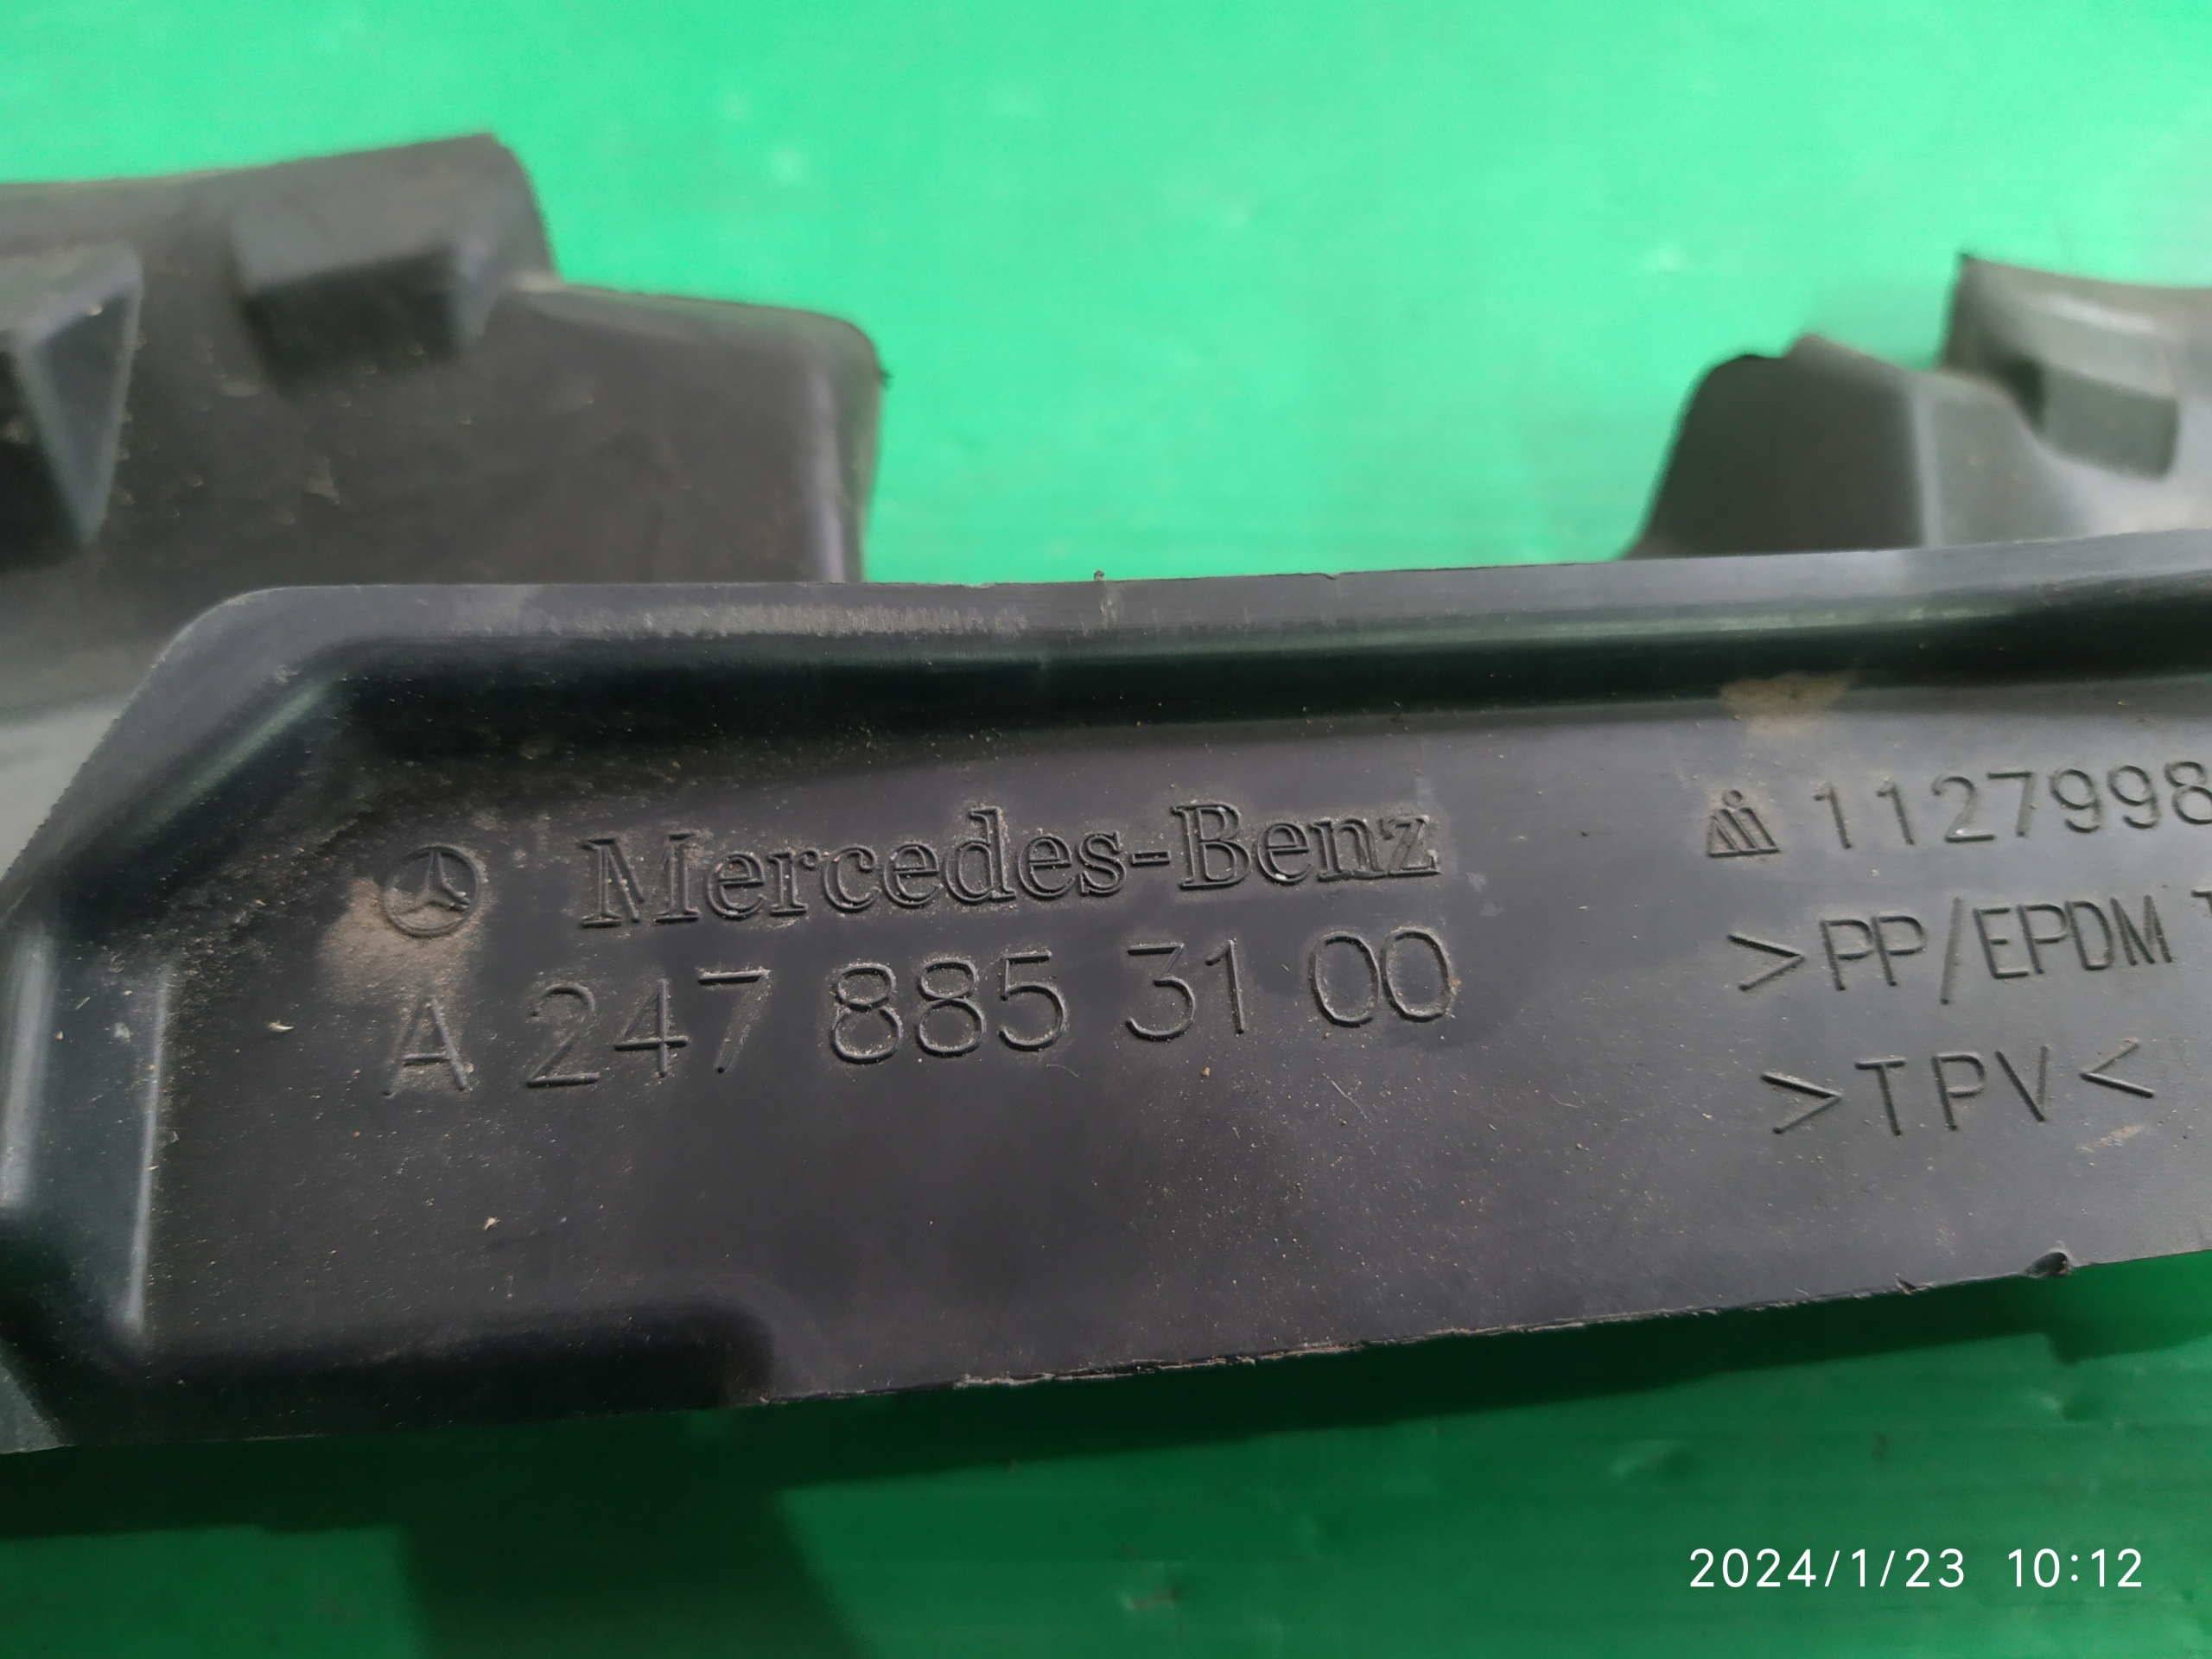 Mercedes-Benz
A 247 885 31 00
1127998
>PP/EPDM
>TPV<
2024/1/23 10:12